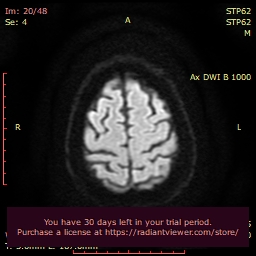 Im: 20/48
Se: 4
A
STP62
STP62
M
Ax DWI B 1000
R
L
You have 30 days left in your trial period.
Purchase a license at https://radiantviewer.com/store/